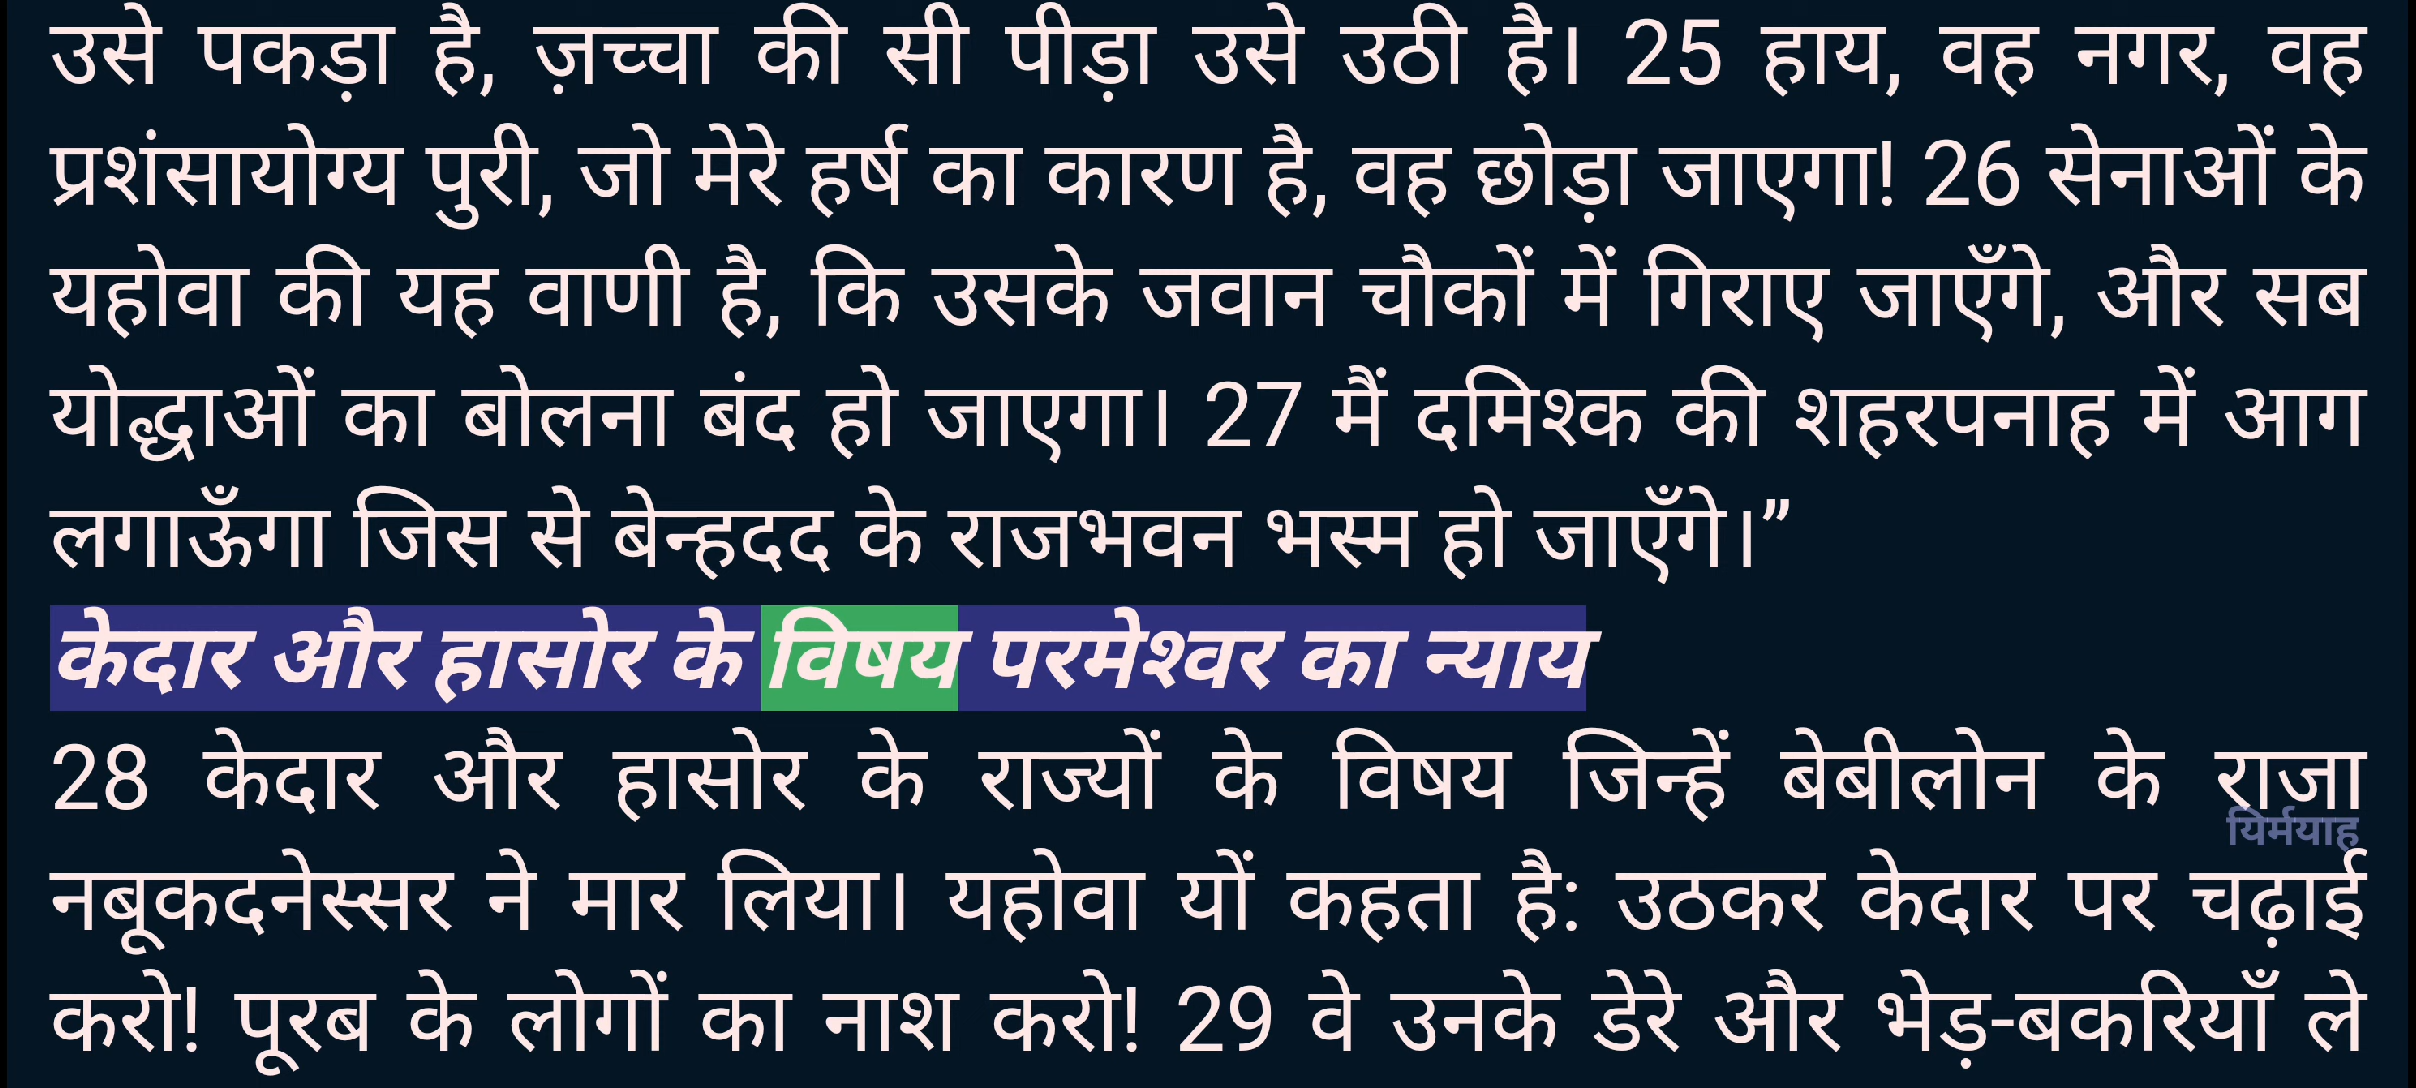 उसे पकड़ा है, ज़च्चा की सी पीड़ा उसे उठी है। 25 हाय, वह नगर, वह
प्रशंसायोग्य पुरी, जो मेरे हर्ष का कारण है, वह छोड़ा जाएगा! 26 सेनाओं के
यहोवा की यह वाणी है, कि उसके जवान चौकों में गिराए जाएँगे, और सब
योद्धाओं का बोलना बंद हो जाएगा। 27 मैं दमिश्क की शहरपनाह में आग
लगाऊँगा जिस से बेन्हदद के राजभवन भस्म हो जाएँगे।”
केदार और हासोर के विषय परमेश्वर का न्याय
28 केदार और हासोर के राज्यों के विषय जिन्हें बेबीलोन के राजा
यिर्मयाह
नबूकदनेस्सर ने मार लिया। यहोवा यों कहता है: उठकर केदार पर चढ़ाई
करो! पूरब के लोगों का नाश करो! 29 वे उनके डेरे और भेड़-बकरियाँ ले